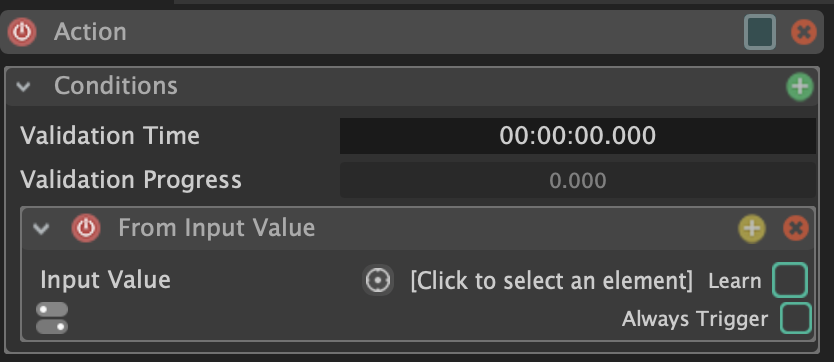 Action
Conditions
Validation Time 00:00:00.000
Validation Progress 0.000
From Input Value
Input Value [Click to select an element] Learn
Always Trigger